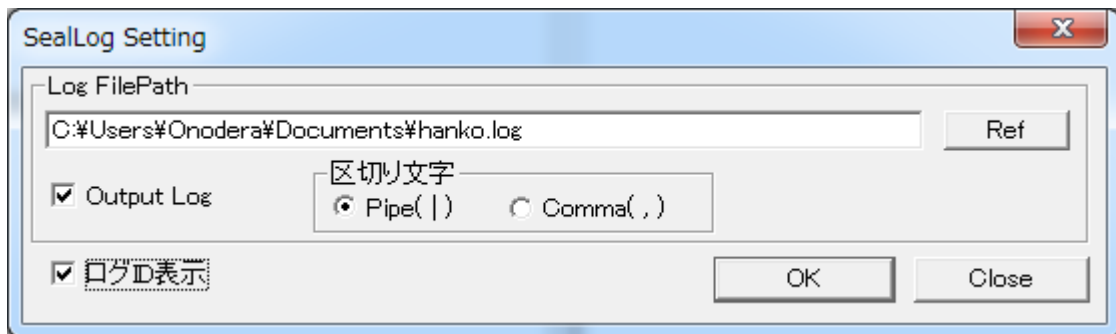 SealLog Setting
Log FilePath
C:¥Users¥Onodera¥Documents¥hanko.log
Ref
Output Log
区切り文字
Pipe( | )
Comma( , )
ログID表示
OK
Close